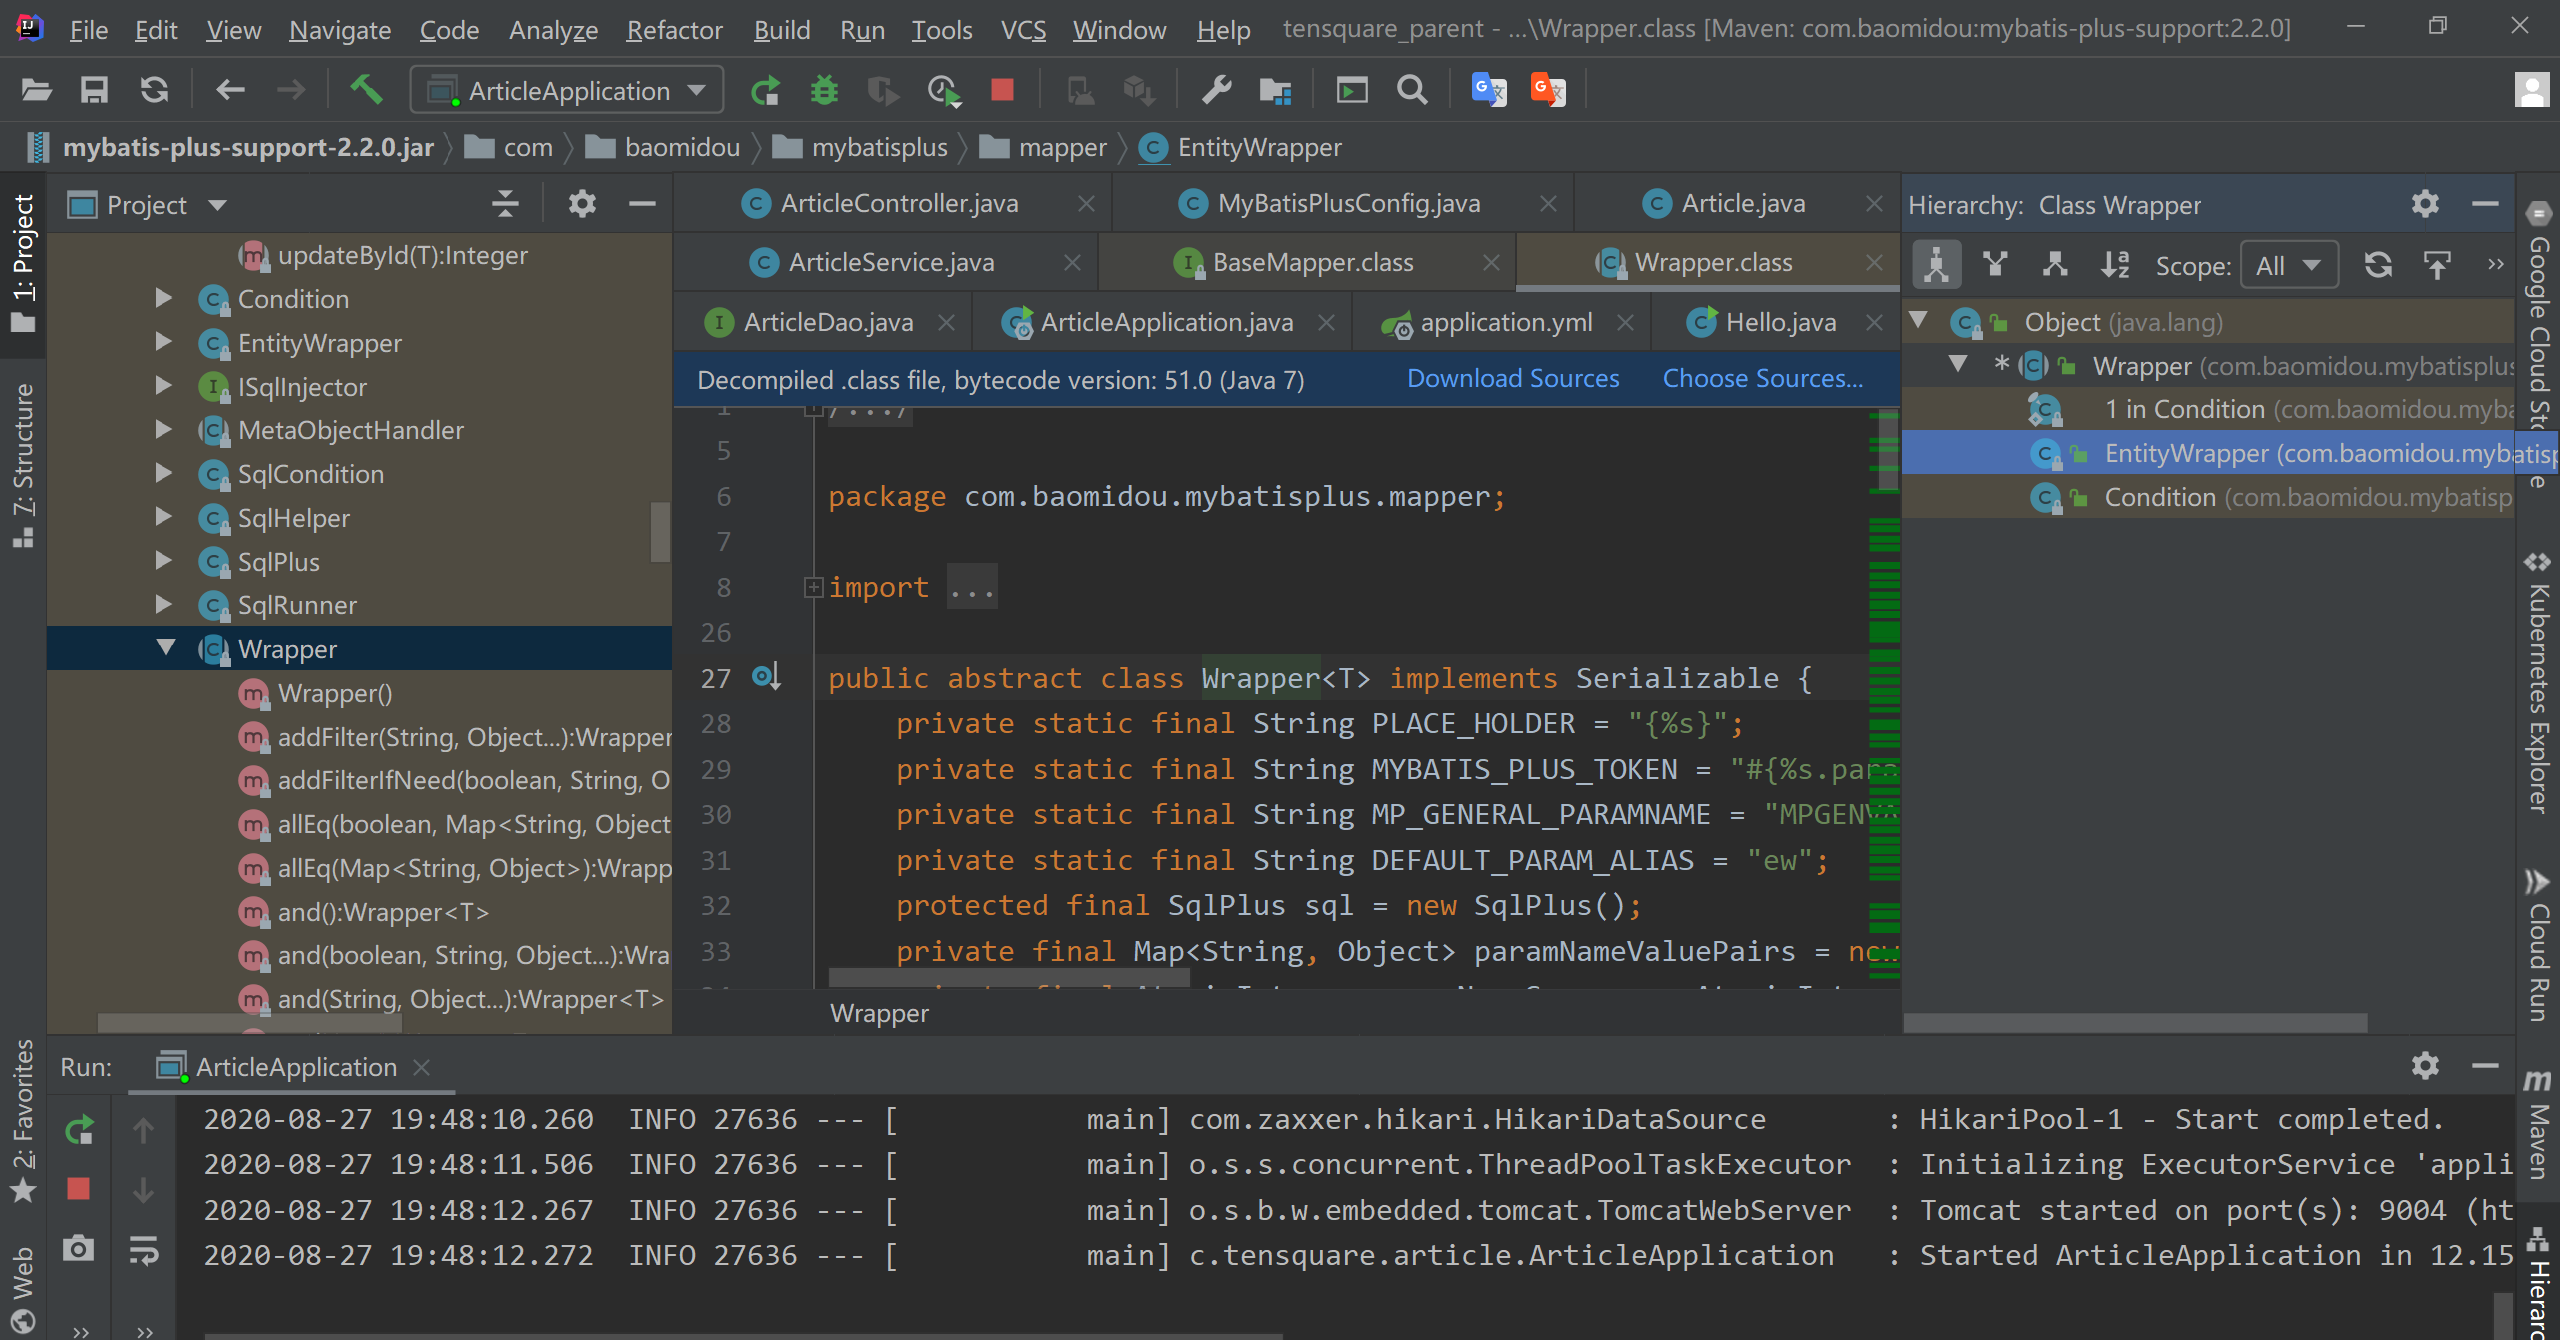 File Edit View Navigate Code Analyze Refactor Build Run Tools VCS Window Help tensquare_parent - ...\Wrapper.class [Maven: com.baomidou:mybatis-plus-support:2.2.0]
ArticleApplication
mybatis-plus-support-2.2.0.jar com baomidou mybatisplus mapper EntityWrapper
1: Project
7: Structure
2: Favorites
Web
Project
updateById(T):Integer
Condition
EntityWrapper
ISqlInjector
MetaObjectHandler
SqlCondition
SqlHelper
SqlPlus
SqlRunner
Wrapper
Wrapper()
addFilter(String, Object...):Wrapper
addFilterIfNeed(boolean, String, O
allEq(boolean, Map<String, Object
allEq(Map<String, Object>):Wrapp
and():Wrapper<T>
and(boolean, String, Object...):Wra
and(String, Object...):Wrapper<T>
ArticleController.java MyBatisPlusConfig.java Article.java
ArticleService.java BaseMapper.class Wrapper.class
ArticleDao.java ArticleApplication.java application.yml Hello.java
Decompiled .class file, bytecode version: 51.0 (Java 7) Download Sources Choose Sources...
1 /.../
5
6 package com.baomidou.mybatisplus.mapper;
7
8 import ...
26
27 public abstract class Wrapper<T> implements Serializable {
28 private static final String PLACE_HOLDER = "{%s}";
29 private static final String MYBATIS_PLUS_TOKEN = "#{%s.para
30 private static final String MP_GENERAL_PARAMNAME = "MPGENVA
31 private static final String DEFAULT_PARAM_ALIAS = "ew";
32 protected final SqlPlus sql = new SqlPlus();
33 private final Map<String, Object> paramNameValuePairs = new
Wrapper
Hierarchy: Class Wrapper
Scope: All
Object (java.lang)
* Wrapper (com.baomidou.mybatisplus
1 in Condition (com.baomidou.myba
EntityWrapper (com.baomidou.mybatisp
Condition (com.baomidou.mybatisp
Google Cloud Sto
Kubernetes Explorer
Cloud Run
Maven
Hierarc
Run: ArticleApplication
2020-08-27 19:48:10.260 INFO 27636 --- [ main] com.zaxxer.hikari.HikariDataSource : HikariPool-1 - Start completed.
2020-08-27 19:48:11.506 INFO 27636 --- [ main] o.s.s.concurrent.ThreadPoolTaskExecutor : Initializing ExecutorService 'appli
2020-08-27 19:48:12.267 INFO 27636 --- [ main] o.s.b.w.embedded.tomcat.TomcatWebServer : Tomcat started on port(s): 9004 (ht
2020-08-27 19:48:12.272 INFO 27636 --- [ main] c.tensquare.article.ArticleApplication : Started ArticleApplication in 12.15